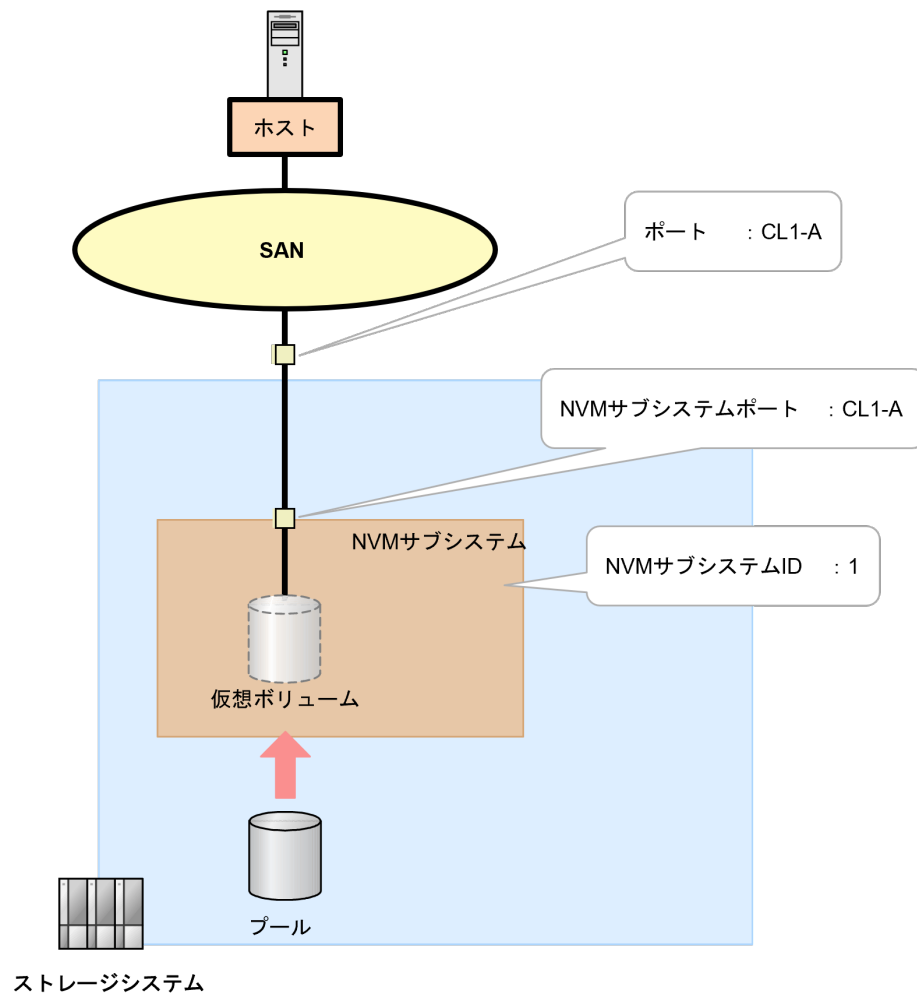 ホスト
SAN
ポート : CL1-A
NVMサブシステムポート : CL1-A
NVMサブシステム
NVMサブシステムID : 1
仮想ボリューム
プール
ストレージシステム